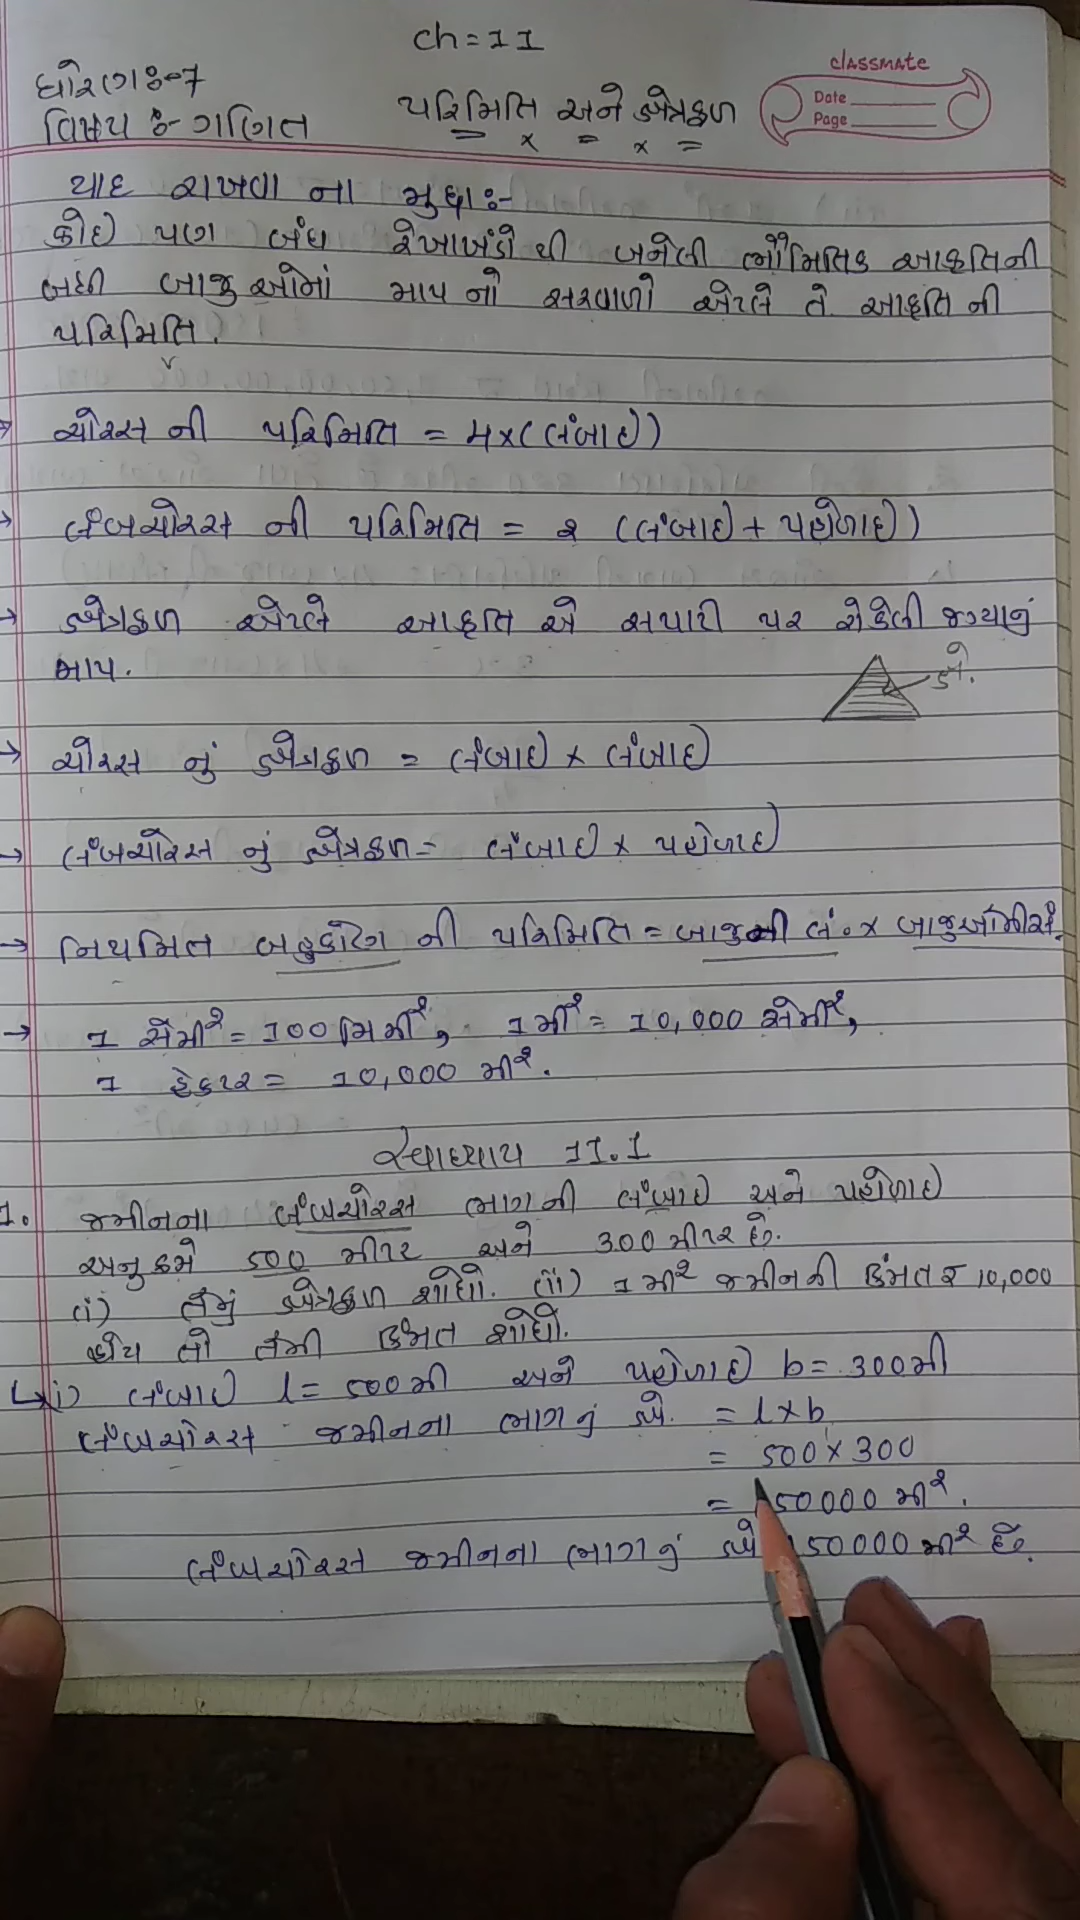 ch = 11
ધોરણ :- 7
વિષય :- ગણિત
પરિમિતિ અને ક્ષેત્રફળ
classmate
Date
Page
યાદ રાખવા ના મુદ્દા :-
કોઇ પણ બંધ રેખાખંડો થી બનેલી ભૌમિતિક આકૃતિની
બધી બાજુઓમાં માપનો સરવાળો એટલે તે આકૃતિ ની
પરિમિતિ.
→ ચોરસ ની પરિમિતિ = 4×(લંબાઇ)
→ લંબચોરસ ની પરિમિતિ = ૨ (લંબાઇ + પહોળાઇ)
→ ક્ષેત્રફળ એટલે આકૃતિ એ સપાટી પર રોકેલી જગ્યાનું
માપ.
ક્ષે.
→ ચોરસ નું ક્ષેત્રફળ = લંબાઇ × લંબાઇ
→ લંબચોરસ નું ક્ષેત્રફળ = લંબાઇ × પહોળાઇ
→ નિયમિત બહુકોણ ની પરિમિતિ = બાજુની લં. × બાજુઓનીસં.
→ 1 સેમી² = 100 મિમી², 1 મી² = 10,000 સેમી²,
1 હેક્ટર = 10,000 મી².
સ્વાધ્યાય 11.1
1. જમીનના લંબચોરસ ભાગની લંબાઇ અને પહોળાઇ
અનુક્રમે 500 મીટર અને 300 મીટર છે.
(i) તેનું ક્ષેત્રફળ શોધો. (ii) 1 મી² જમીનની કિંમત ₹ 10,000
હોય તો તેની કિંમત શોધો.
↳ i) લંબાઇ l = 500મી અને પહોળાઇ b = 300મી
લંબચોરસ જમીનના ભાગનું ક્ષે. = l × b
= 500 × 300
= 150000 મી².
લંબચોરસ જમીનના ભાગનું ક્ષે 150000 મી² છે.